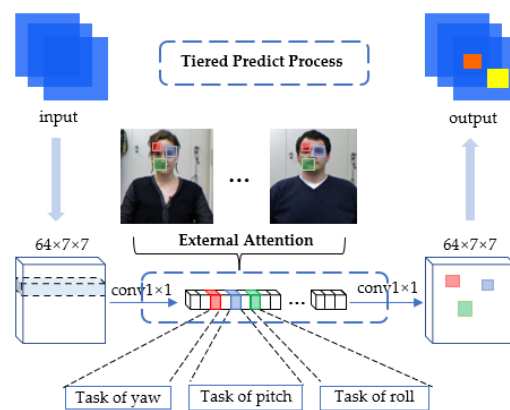 Tiered Predict Process
input
output
...
64×7×7
External Attention
64×7×7
conv1×1
...
conv1×1
Task of yaw
Task of pitch
Task of roll